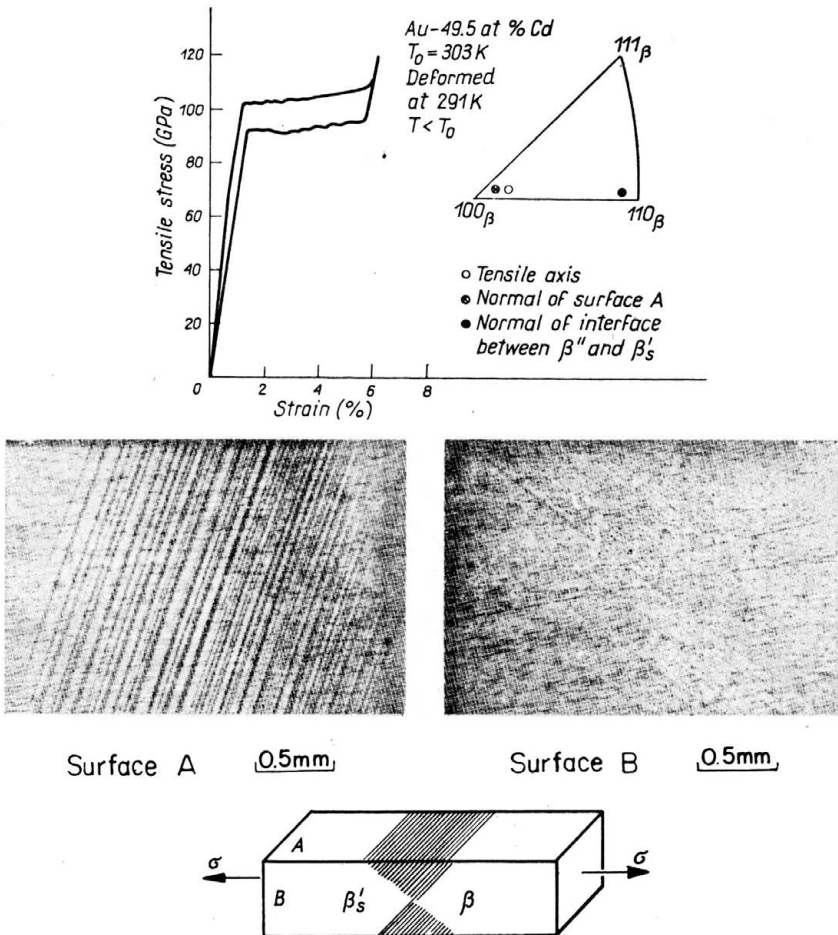 120
100
80
60
40
20
0
2
4
6
8
Tensile stress (GPa)
Strain (%)
Au-49.5 at % Cd
T₀ = 303 K
Deformed
at 291 K
T < T₀
111β
100β
110β
○ Tensile axis
⊗ Normal of surface A
● Normal of interface
between β″ and β′s
Surface A
0.5mm
Surface B
0.5mm
A
σ
σ
B
β′s
β